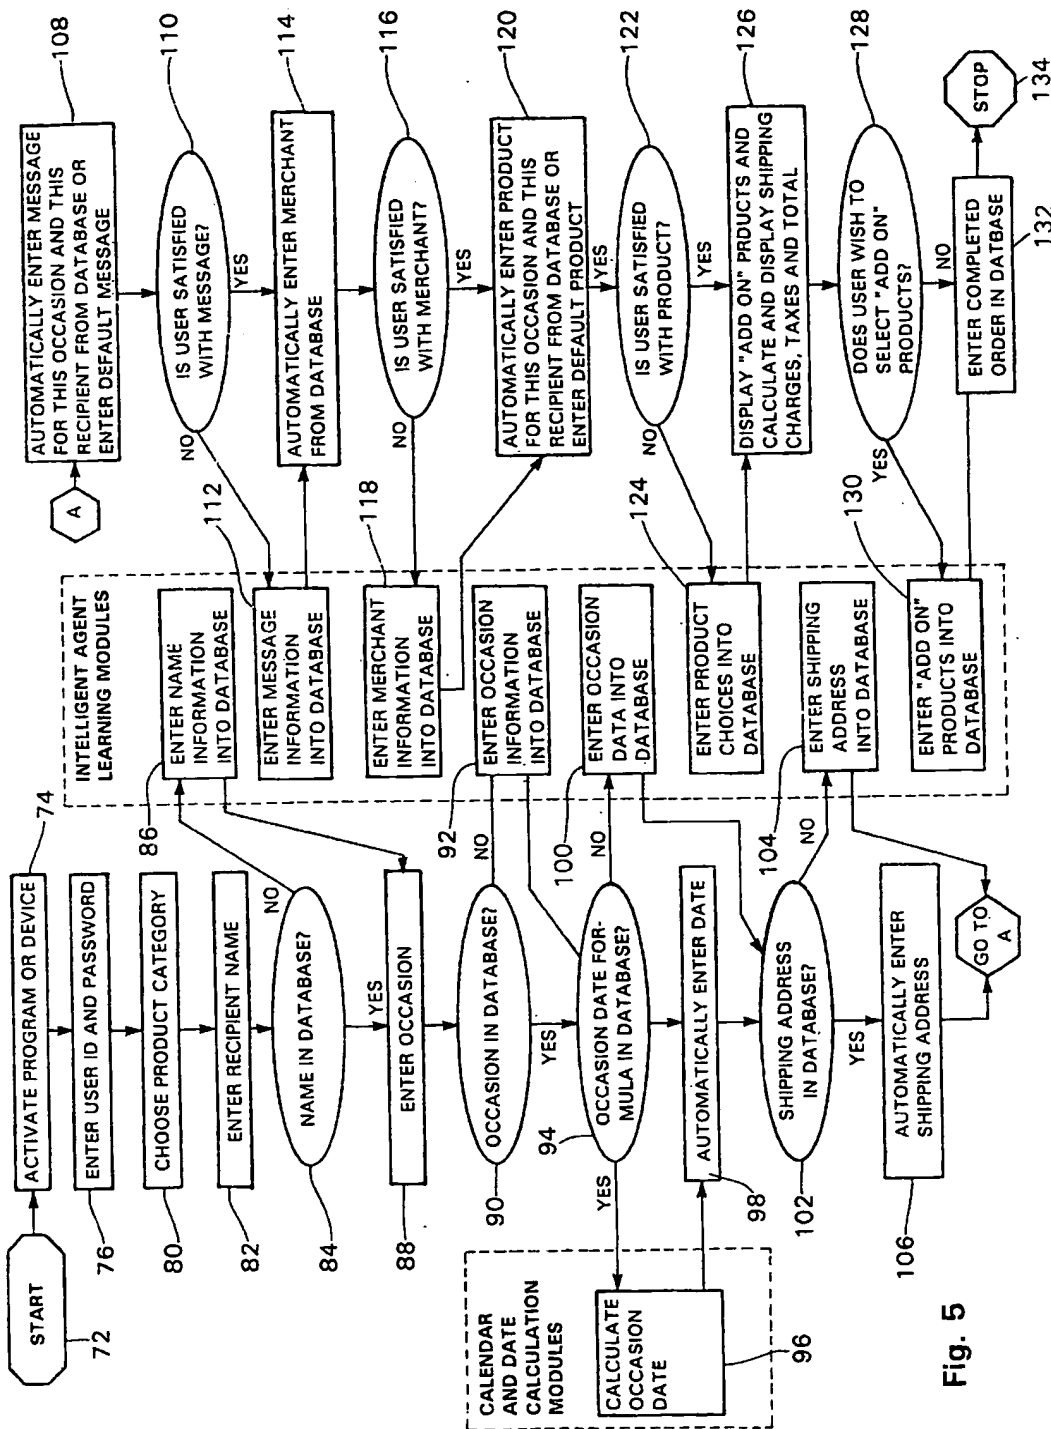 START
72
ACTIVATE PROGRAM OR DEVICE
74
ENTER USER ID AND PASSWORD
76
CHOOSE PRODUCT CATEGORY
80
ENTER RECIPIENT NAME
82
NAME IN DATABASE?
84
NO
YES
ENTER OCCASION
88
OCCASION IN DATABASE?
90
NO
YES
OCCASION DATE FOR-
MULA IN DATABASE?
94
YES
NO
CALENDAR
AND DATE
CALCULATION
MODULES
CALCULATE
OCCASION
DATE
96
AUTOMATICALLY ENTER DATE
98
SHIPPING ADDRESS
IN DATABASE?
102
NO
YES
AUTOMATICALLY ENTER
SHIPPING ADDRESS
106
GO TO
A
INTELLIGENT AGENT
LEARNING MODULES
ENTER NAME
INFORMATION
INTO DATABASE
86
ENTER MESSAGE
INFORMATION
INTO DATABASE
112
ENTER MERCHANT
INFORMATION
INTO DATABASE
118
ENTER OCCASION
INFORMATION
INTO DATABASE
92
ENTER OCCASION
DATA INTO
DATABASE
100
ENTER PRODUCT
CHOICES INTO
DATABASE
124
ENTER SHIPPING
ADDRESS
INTO DATABASE
104
ENTER "ADD ON"
PRODUCTS INTO
DATABASE
130
A
AUTOMATICALLY ENTER MESSAGE
FOR THIS OCCASION AND THIS
RECIPIENT FROM DATABASE OR
ENTER DEFAULT MESSAGE
108
IS USER SATISFIED
WITH MESSAGE?
110
NO
YES
AUTOMATICALLY ENTER MERCHANT
FROM DATABASE
114
IS USER SATISFIED
WITH MERCHANT?
116
NO
YES
AUTOMATICALLY ENTER PRODUCT
FOR THIS OCCASION AND THIS
RECIPIENT FROM DATABASE OR
ENTER DEFAULT PRODUCT
120
YES
IS USER SATISFIED
WITH PRODUCT?
122
NO
YES
DISPLAY "ADD ON" PRDUCTS AND
CALCULATE AND DISPLAY SHIPPING
CHARGES, TAXES AND TOTAL
126
DOES USER WISH TO
SELECT "ADD ON"
PRODUCTS?
128
YES
NO
ENTER COMPLETED
ORDER IN DATBASE
132
STOP
134
Fig. 5